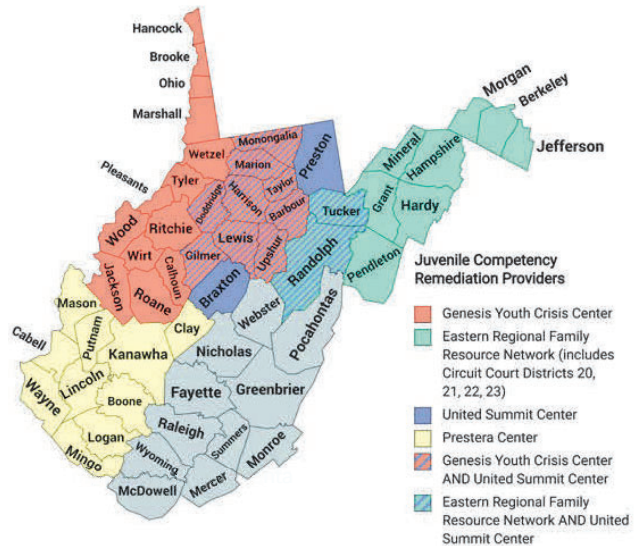 Hancock
Brooke
Ohio
Marshall
Morgan
Berkeley
Jefferson
Wetzel
Monongalia
Marion
Preston
Mineral
Hampshire
Pleasants
Tyler
Doddridge
Harrison
Taylor
Barbour
Tucker
Grant
Hardy
Wood
Ritchie
Wirt
Calhoun
Gilmer
Lewis
Upshur
Randolph
Pendleton
Jackson
Roane
Braxton
Mason
Clay
Webster
Pocahontas
Cabell
Putnam
Kanawha
Nicholas
Wayne
Lincoln
Boone
Fayette
Greenbrier
Logan
Mingo
Raleigh
Wyoming
Summers
Monroe
McDowell
Mercer
Juvenile Competency
Remediation Providers
Genesis Youth Crisis Center
Eastern Regional Family
Resource Network (includes
Circuit Court Districts 20,
21, 22, 23)
United Summit Center
Prestera Center
Genesis Youth Crisis Center
AND United Summit Center
Eastern Regional Family
Resource Network AND United
Summit Center